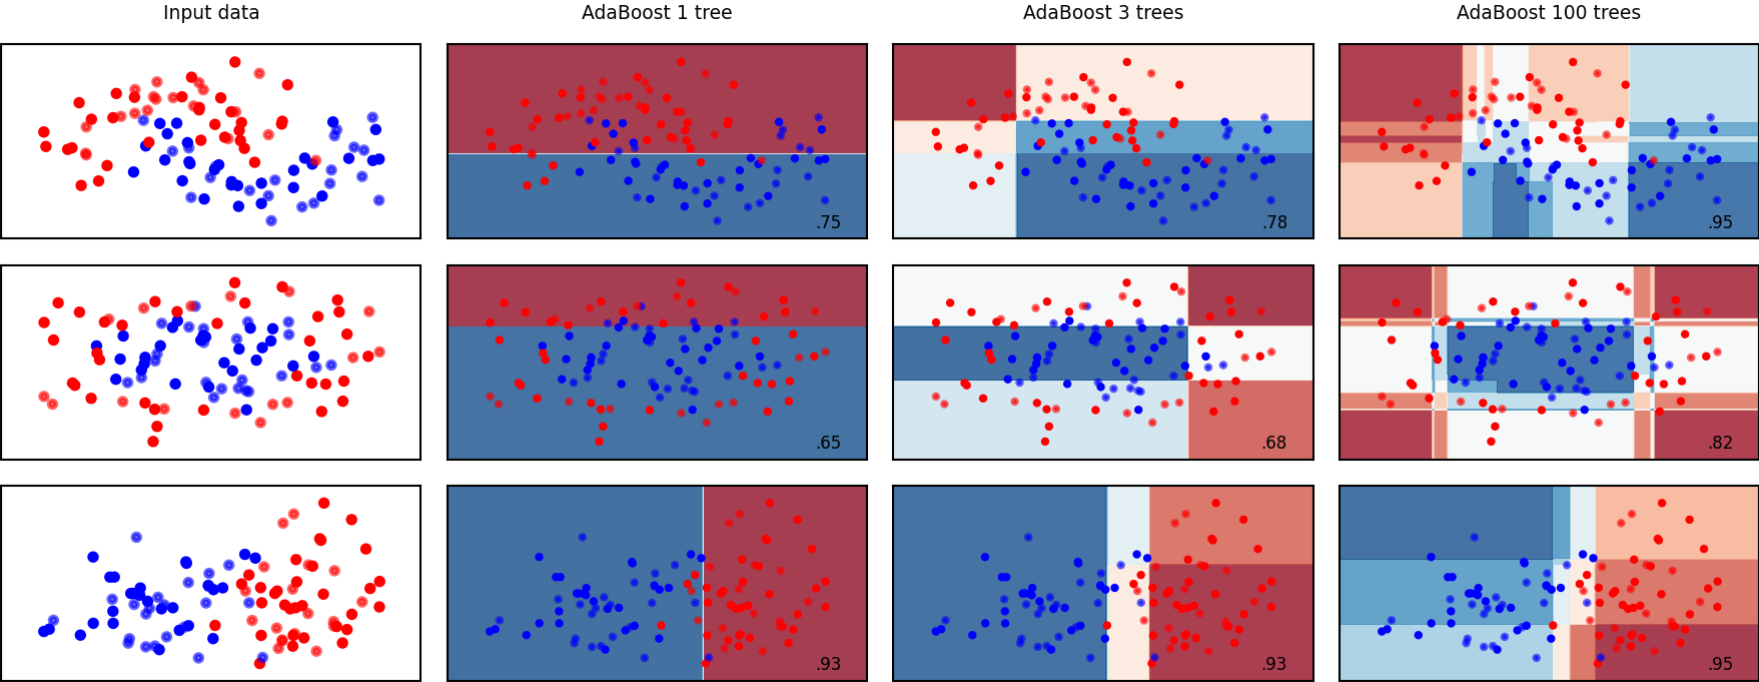 Input data
AdaBoost 1 tree
AdaBoost 3 trees
AdaBoost 100 trees
.75
.78
.95
.65
.68
.82
.93
.93
.95